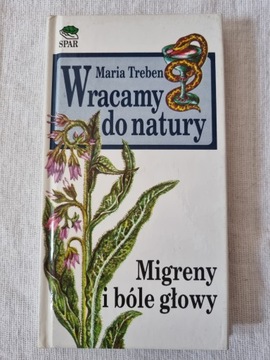 SPAR
Maria Treben
Wracamy
do natury
Migreny
i bóle głowy